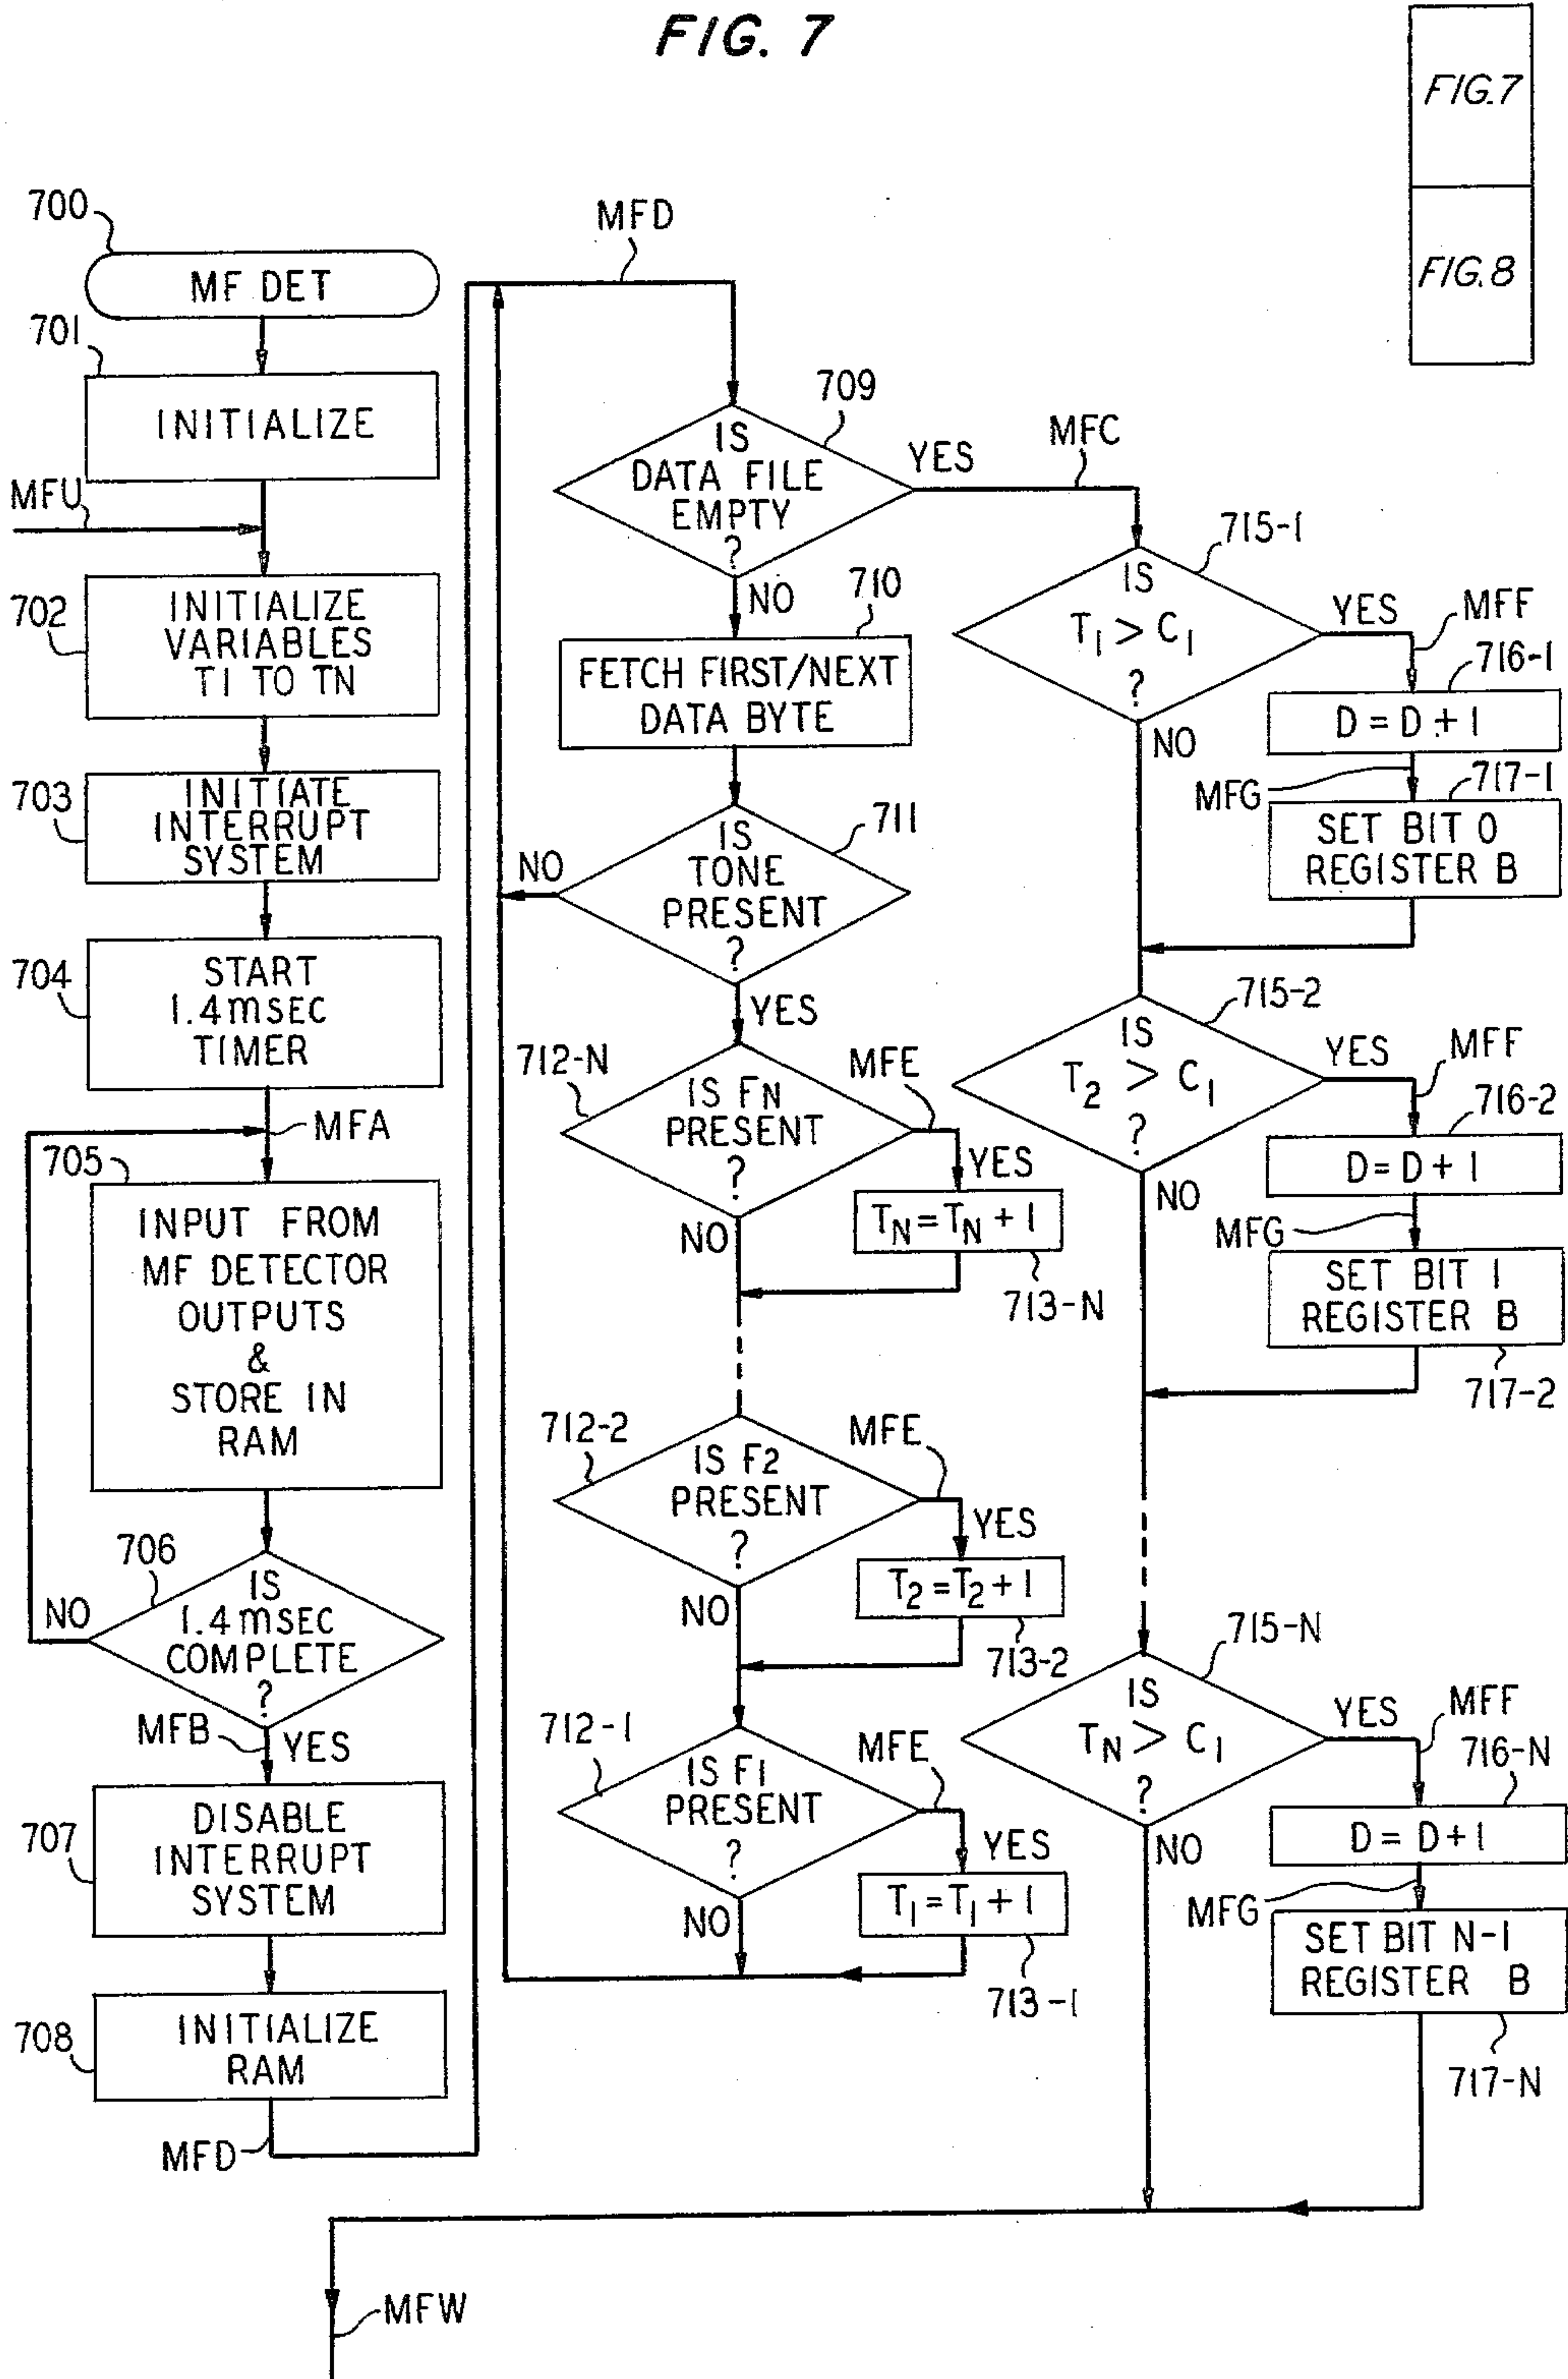 FIG. 7
FIG.7
FIG.8
700
MF DET
701
INITIALIZE
MFU
702
INITIALIZE
VARIABLES
T1 TO TN
703
INITIATE
INTERRUPT
SYSTEM
704
START
1.4 msec
TIMER
MFA
705
INPUT FROM
MF DETECTOR
OUTPUTS
&
STORE IN
RAM
706
IS
1.4 msec
COMPLETE
?
NO
MFB
YES
707
DISABLE
INTERRUPT
SYSTEM
708
INITIALIZE
RAM
MFD
MFD
709
IS
DATA FILE
EMPTY
?
YES
MFC
NO
710
FETCH FIRST/NEXT
DATA BYTE
711
IS
TONE
PRESENT
?
NO
YES
712-N
IS FN
PRESENT
?
MFE
YES
TN = TN + 1
NO
713-N
712-2
IS F2
PRESENT
?
MFE
YES
T2 = T2 + 1
NO
713-2
712-1
IS F1
PRESENT
?
MFE
YES
T1 = T1 + 1
NO
713-1
715-1
IS
T1 > C1
?
YES
MFF
716-1
D = D + 1
NO
MFG
717-1
SET BIT 0
REGISTER B
715-2
IS
T2 > C1
?
YES
MFF
716-2
D = D + 1
NO
MFG
SET BIT 1
REGISTER B
717-2
715-N
IS
TN > C1
?
YES
MFF
716-N
D = D + 1
NO
MFG
SET BIT N-1
REGISTER B
717-N
MFW